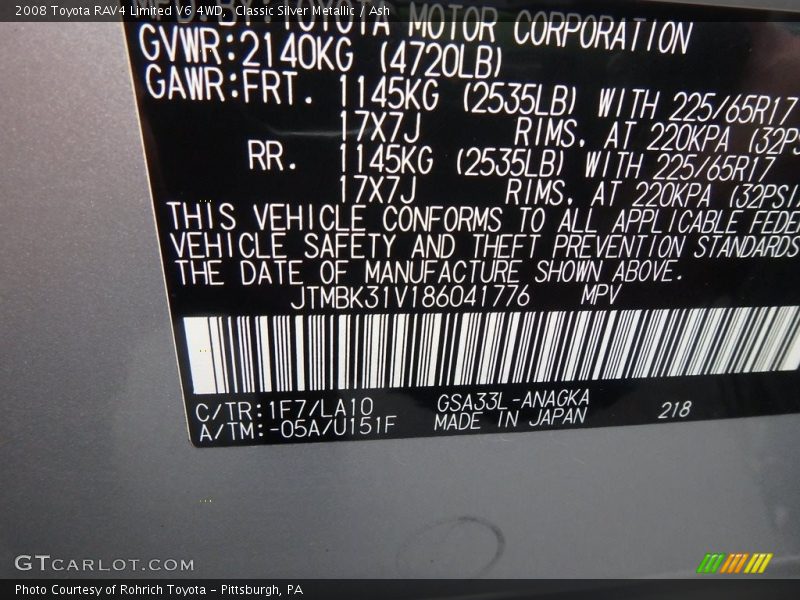 2008 Toyota RAV4 Limited V6 4WD, Classic Silver Metallic / Ash
TOYOTA MOTOR CORPORATION
GVWR:2140KG (4720LB)
GAWR:FRT. 1145KG (2535LB) WITH 225/65R17
17X7J RIMS, AT 220KPA (32PS
RR. 1145KG (2535LB) WITH 225/65R17
17X7J RIMS, AT 220KPA (32PSI
THIS VEHICLE CONFORMS TO ALL APPLICABLE FEDE
VEHICLE SAFETY AND THEFT PREVENTION STANDARDS
THE DATE OF MANUFACTURE SHOWN ABOVE.
JTMBK31V186041776 MPV
C/TR:1F7/LA10 GSA33L-ANAGKA 218
A/TM:-05A/U151F MADE IN JAPAN
GTCARLOT.COM
Photo Courtesy of Rohrich Toyota - Pittsburgh, PA